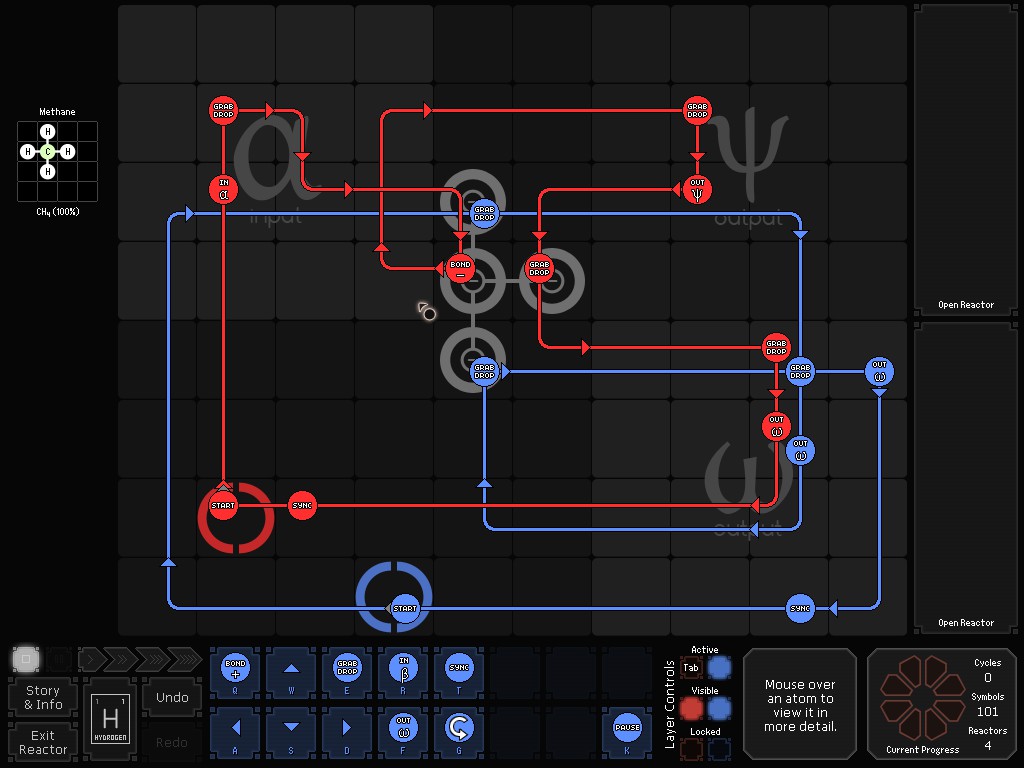 Methane
H
H C H
H
CH₄ (100%)
GRAB DROP
GRAB DROP
α
ψ
IN α
OUT ψ
input
output
GRAB DROP
BOND –
GRAB DROP
Open Reactor
GRAB DROP
GRAB DROP
GRAB DROP
OUT ω
OUT ω
OUT ω
ω
START
SYNC
output
START
SYNC
Open Reactor
Story
& Info
Exit
Reactor
1 1
H
HYDROGEN
Undo
Redo
BOND +
Q
W
GRAB DROP
E
IN β
R
SYNC
T
A
S
D
OUT ω
F
G
PAUSE
K
Layer Controls
Active
Tab
Visible
Locked
Mouse over
an atom to
view it in
more detail.
Cycles
0
Symbols
101
Reactors
4
Current Progress